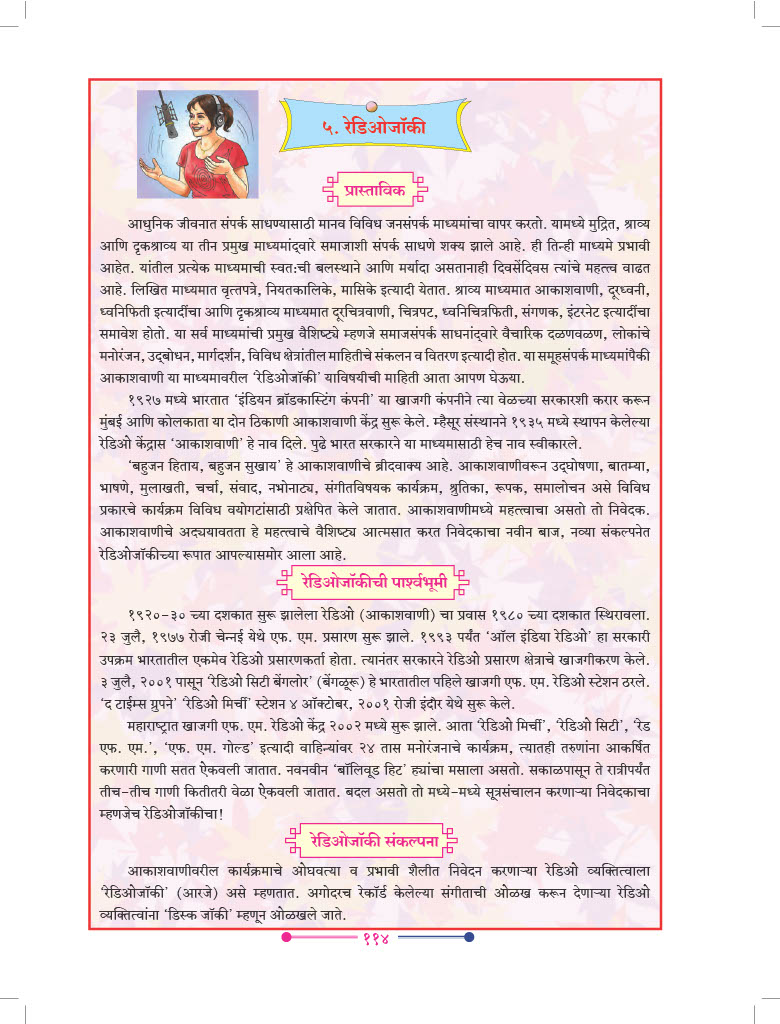 ५. रेडिओजॉकी
प्रास्ताविक
आधुनिक जीवनात संपर्क साधण्यासाठी मानव विविध जनसंपर्क माध्यमांचा वापर करतो. यामध्ये मुद्रित, श्राव्य
आणि दृकश्राव्य या तीन प्रमुख माध्यमांद्‌वारे समाजाशी संपर्क साधणे शक्य झाले आहे. ही तिन्ही माध्यमे प्रभावी
आहेत. यांतील प्रत्येक माध्यमाची स्वतःची बलस्थाने आणि मर्यादा असतानाही दिवसेंदिवस त्यांचे महत्त्व वाढत
आहे. लिखित माध्यमात वृत्तपत्रे, नियतकालिके, मासिके इत्यादी येतात. श्राव्य माध्यमात आकाशवाणी, दूरध्वनी,
ध्वनिफिती इत्यादींचा आणि दृकश्राव्य माध्यमात दूरचित्रवाणी, चित्रपट, ध्वनिचित्रफिती, संगणक, इंटरनेट इत्यादींचा
समावेश होतो. या सर्व माध्यमांची प्रमुख वैशिष्ट्ये म्हणजे समाजसंपर्क साधनांद्‌वारे वैचारिक दळणवळण, लोकांचे
मनोरंजन, उद्‌बोधन, मार्गदर्शन, विविध क्षेत्रांतील माहितीचे संकलन व वितरण इत्यादी होत. या समूहसंपर्क माध्यमांपैकी
आकाशवाणी या माध्यमावरील ‘रेडिओजॉकी’ याविषयीची माहिती आता आपण घेऊया.
१९२७ मध्ये भारतात ‘इंडियन ब्रॉडकास्टिंग कंपनी’ या खाजगी कंपनीने त्या वेळच्या सरकारशी करार करून
मुंबई आणि कोलकाता या दोन ठिकाणी आकाशवाणी केंद्र सुरू केले. म्हैसूर संस्थानने १९३५ मध्ये स्थापन केलेल्या
रेडिओ केंद्रास ‘आकाशवाणी’ हे नाव दिले. पुढे भारत सरकारने या माध्यमासाठी हेच नाव स्वीकारले.
‘बहुजन हिताय, बहुजन सुखाय’ हे आकाशवाणीचे ब्रीदवाक्य आहे. आकाशवाणीवरून उद्‌घोषणा, बातम्या,
भाषणे, मुलाखती, चर्चा, संवाद, नभोनाट्य, संगीतविषयक कार्यक्रम, श्रुतिका, रूपक, समालोचन असे विविध
प्रकारचे कार्यक्रम विविध वयोगटांसाठी प्रक्षेपित केले जातात. आकाशवाणीमध्ये महत्त्वाचा असतो तो निवेदक.
आकाशवाणीचे अद्ययावतता हे महत्वाचे वैशिष्ट्य आत्मसात करत निवेदकाचा नवीन बाज, नव्या संकल्पनेत
रेडिओजॉकीच्या रूपात आपल्यासमोर आला आहे.
रेडिओजॉकीची पार्श्वभूमी
१९२०-३० च्या दशकात सुरू झालेला रेडिओ (आकाशवाणी) चा प्रवास १९८० च्या दशकात स्थिरावला.
२३ जुलै, १९७७ रोजी चेन्नई येथे एफ. एम. प्रसारण सुरू झाले. १९९३ पर्यंत ‘ऑल इंडिया रेडिओ’ हा सरकारी
उपक्रम भारतातील एकमेव रेडिओ प्रसारणकर्ता होता. त्यानंतर सरकारने रेडिओ प्रसारण क्षेत्राचे खाजगीकरण केले.
३ जुलै, २००१ पासून ‘रेडिओ सिटी बेंगलोर’ (बेंगळूरू) हे भारतातील पहिले खाजगी एफ. एम. रेडिओ स्टेशन ठरले.
‘द टाईम्स ग्रुपने’ ‘रेडिओ मिर्ची’ स्टेशन ४ ऑक्टोबर, २००१ रोजी इंदौर येथे सुरू केले.
महाराष्ट्रात खाजगी एफ. एम. रेडिओ केंद्र २००२ मध्ये सुरू झाले. आता ‘रेडिओ मिर्ची’, ‘रेडिओ सिटी’, ‘रेड
एफ. एम.’, ‘एफ. एम. गोल्ड’ इत्यादी वाहिन्यांवर २४ तास मनोरंजनाचे कार्यक्रम, त्यातही तरुणांना आकर्षित
करणारी गाणी सतत ऐकवली जातात. नवनवीन ‘बॉलिवूड हिट’ ह्यांचा मसाला असतो. सकाळपासून ते रात्रीपर्यंत
तीच-तीच गाणी कितीतरी वेळा ऐकवली जातात. बदल असतो तो मध्ये-मध्ये सूत्रसंचालन करणाऱ्या निवेदकाचा
म्हणजेच रेडिओजॉकीचा!
रेडिओजॉकी संकल्पना
आकाशवाणीवरील कार्यक्रमाचे ओघवत्या व प्रभावी शैलीत निवेदन करणाऱ्या रेडिओ व्यक्तित्वाला
‘रेडिओजॉकी’ (आरजे) असे म्हणतात. अगोदरच रेकॉर्ड केलेल्या संगीताची ओळख करून देणाऱ्या रेडिओ
व्यक्तित्वांना ‘डिस्क जॉकी’ म्हणून ओळखले जाते.
११४